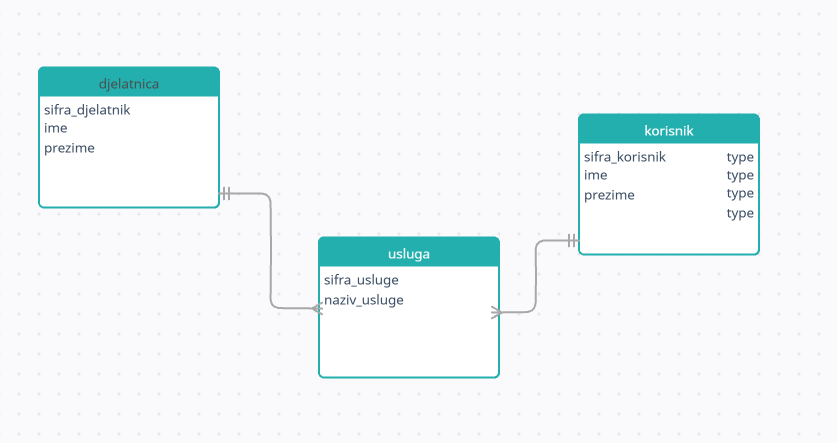 djelatnica
sifra_djelatnik
ime
prezime
korisnik
sifra_korisnik type
ime type
prezime type
type
usluga
sifra_usluge
naziv_usluge